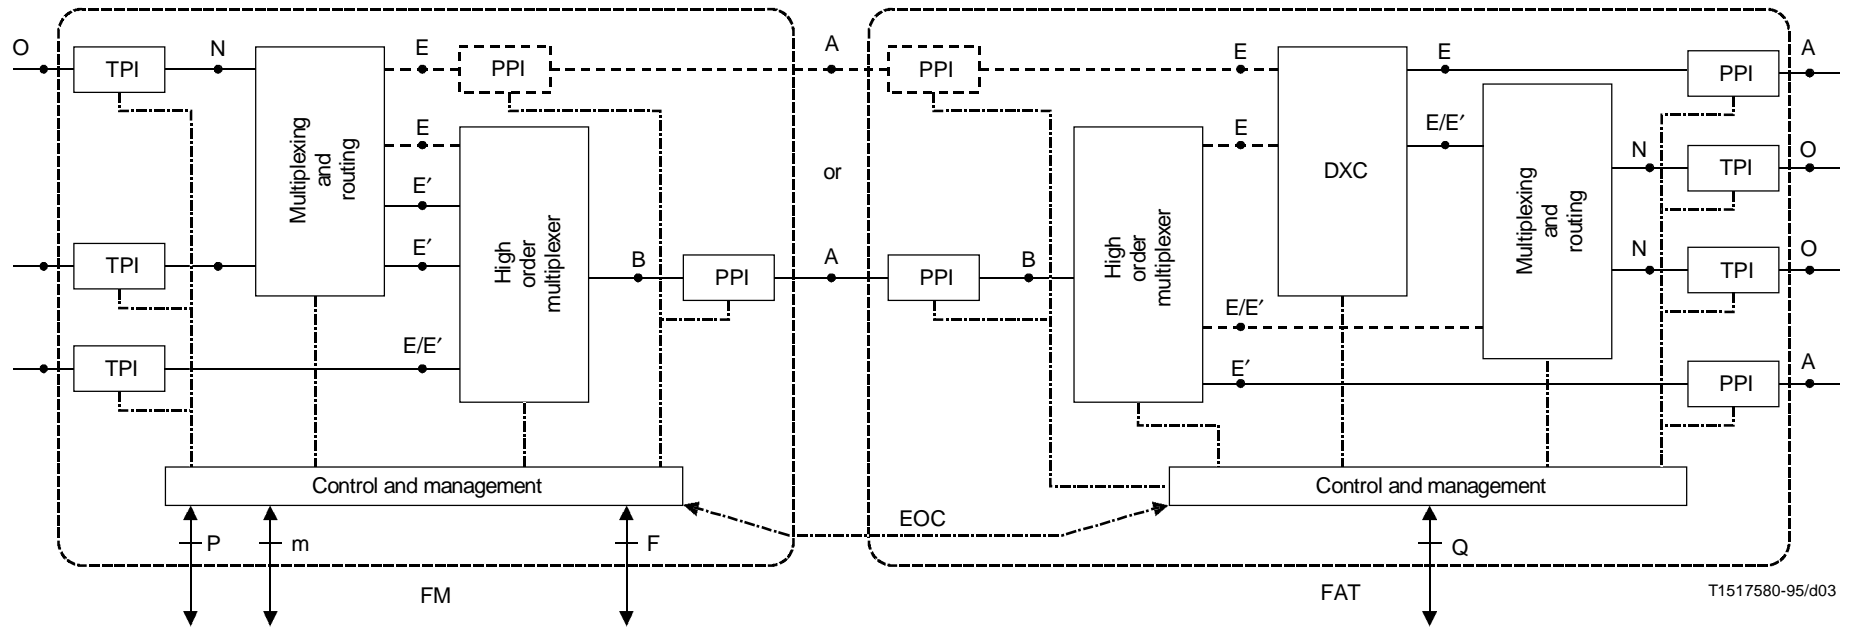 O
TPI
N
E
PPI
A
PPI
E
E
PPI
A
Multiplexing
and
routing
E
E
E/E′
E′
or
DXC
N
TPI
O
High
order
multiplexer
High
order
multiplexer
Multiplexing
and
routing
TPI
E′
B
PPI
A
PPI
B
N
TPI
O
E/E′
TPI
E/E′
E′
PPI
A
Control and management
Control and management
EOC
P
m
F
Q
FM
FAT
T1517580-95/d03